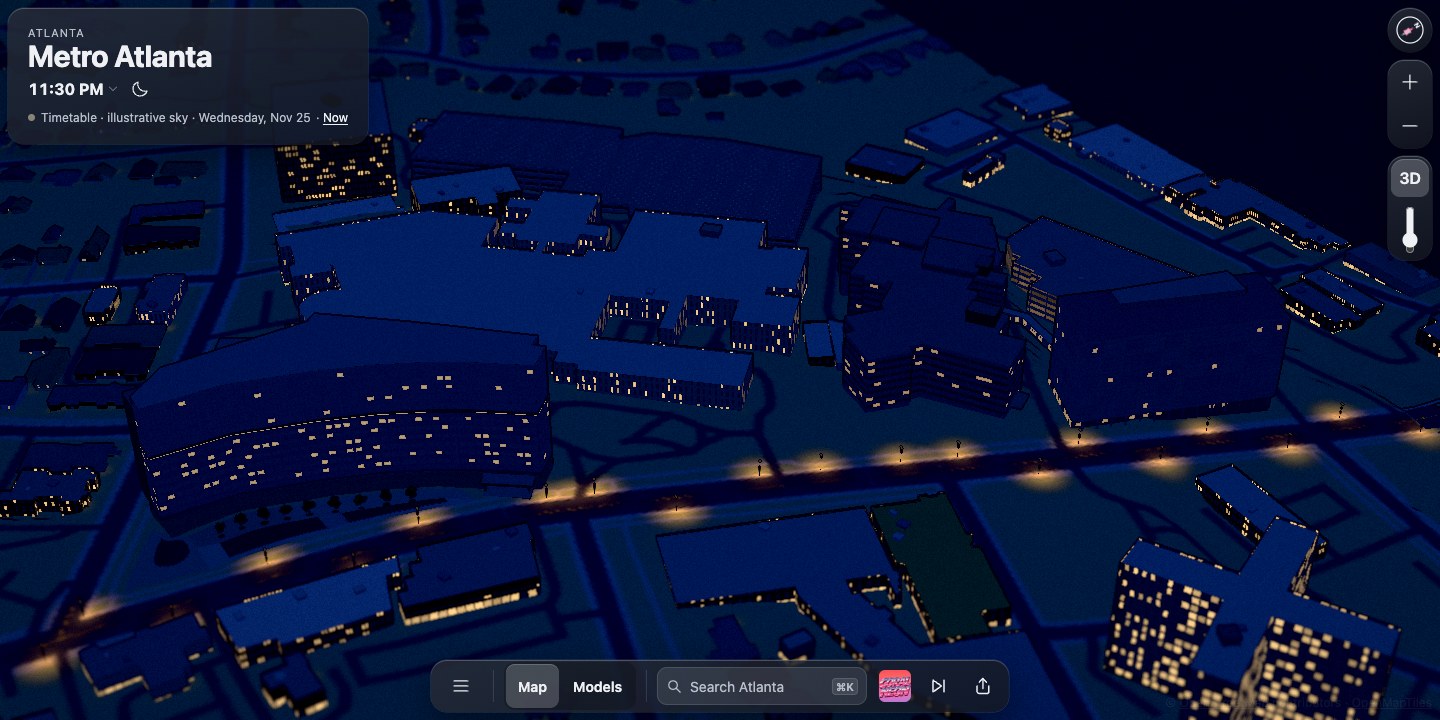 ATLANTA
Metro Atlanta
11:30 PM
Timetable · illustrative sky · Wednesday, Nov 25 · Now
3D
Map
Models
Search Atlanta
⌘K